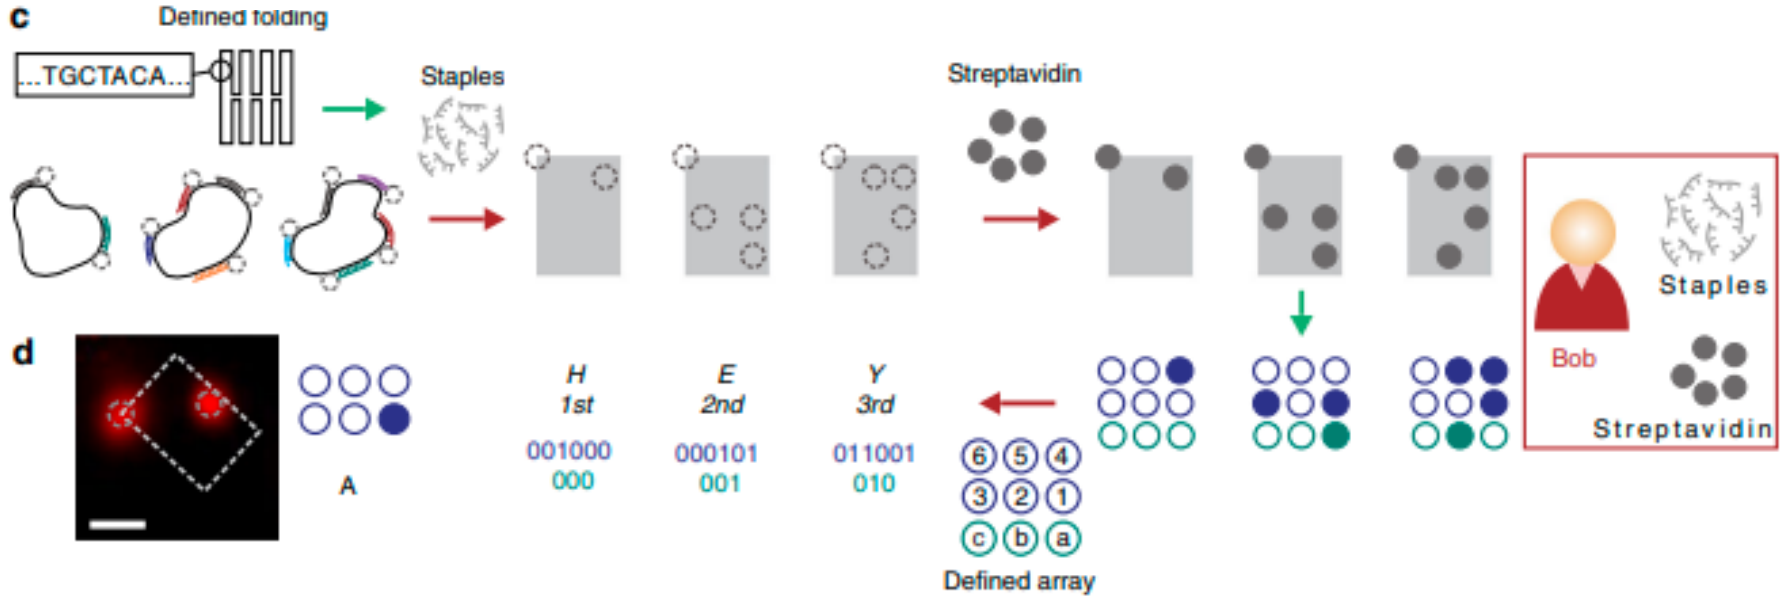 c
Defined folding
...TGCTACA...
Staples
Streptavidin
Staples
Bob
Streptavidin
d
A
H
1st
001000
000
E
2nd
000101
001
Y
3rd
011001
010
6 5 4
3 2 1
c b a
Defined array